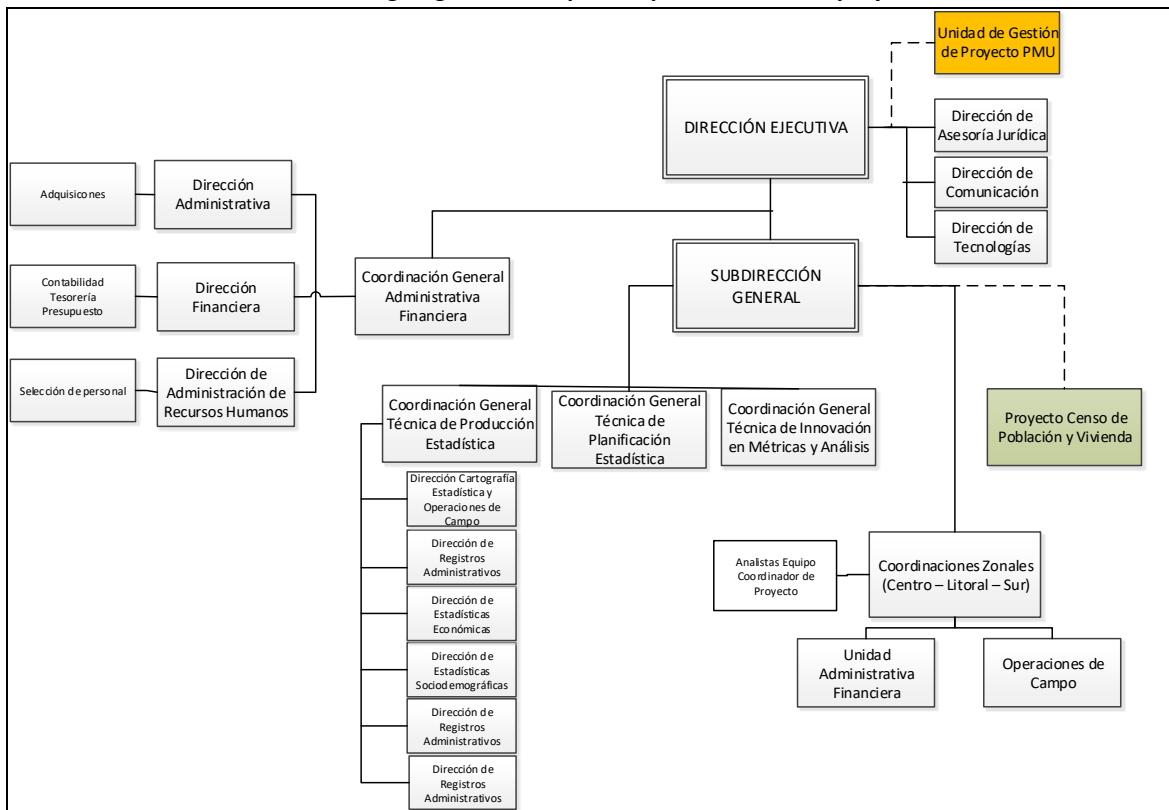 Unidad de Gestión
de Proyecto PMU
DIRECCIÓN EJECUTIVA
Dirección de
Asesoría Jurídica
Dirección de
Comunicación
Dirección de
Tecnologías
Adquisicones
Dirección
Administrativa
Contabilidad
Tesorería
Presupuesto
Dirección
Financiera
Selección de personal
Dirección de
Administración de
Recursos Humanos
Coordinación General
Administrativa
Financiera
SUBDIRECCIÓN
GENERAL
Coordinación General
Técnica de Producción
Estadística
Coordinación General
Técnica de
Planificación
Estadística
Coordinación General
Técnica de Innovación
en Métricas y Análisis
Proyecto Censo de
Población y Vivienda
Dirección Cartografía
Estadística y
Operaciones de
Campo
Dirección de
Registros
Administrativos
Dirección de
Estadísticas
Económicas
Dirección de
Estadísticas
Sociodemográficas
Dirección de
Registros
Administrativos
Dirección de
Registros
Administrativos
Analistas Equipo
Coordinador de
Proyecto
Coordinaciones Zonales
(Centro – Litoral – Sur)
Unidad
Administrativa
Financiera
Operaciones de
Campo